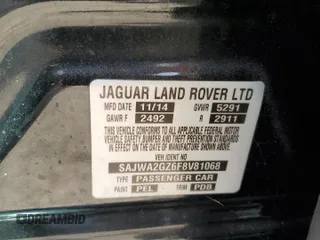 JAGUAR LAND ROVER LTD
MFD DATE 11/14 GVWR 5291
GAWR F 2492 R 2911
THIS VEHICLE CONFORMS TO ALL APPLICABLE FEDERAL MOTOR
VEHICLE SAFETY, BUMPER AND THEFT PREVENTION STANDARDS
IN EFFECT ON THE DATE OF MANUFACTURE SHOWN ABOVE.
VEH IDENT NO
SAJWA2GZ6F8V81068
TYPE PASSENGER CAR
PAINT PEL TRIM PDB
DREAMBID